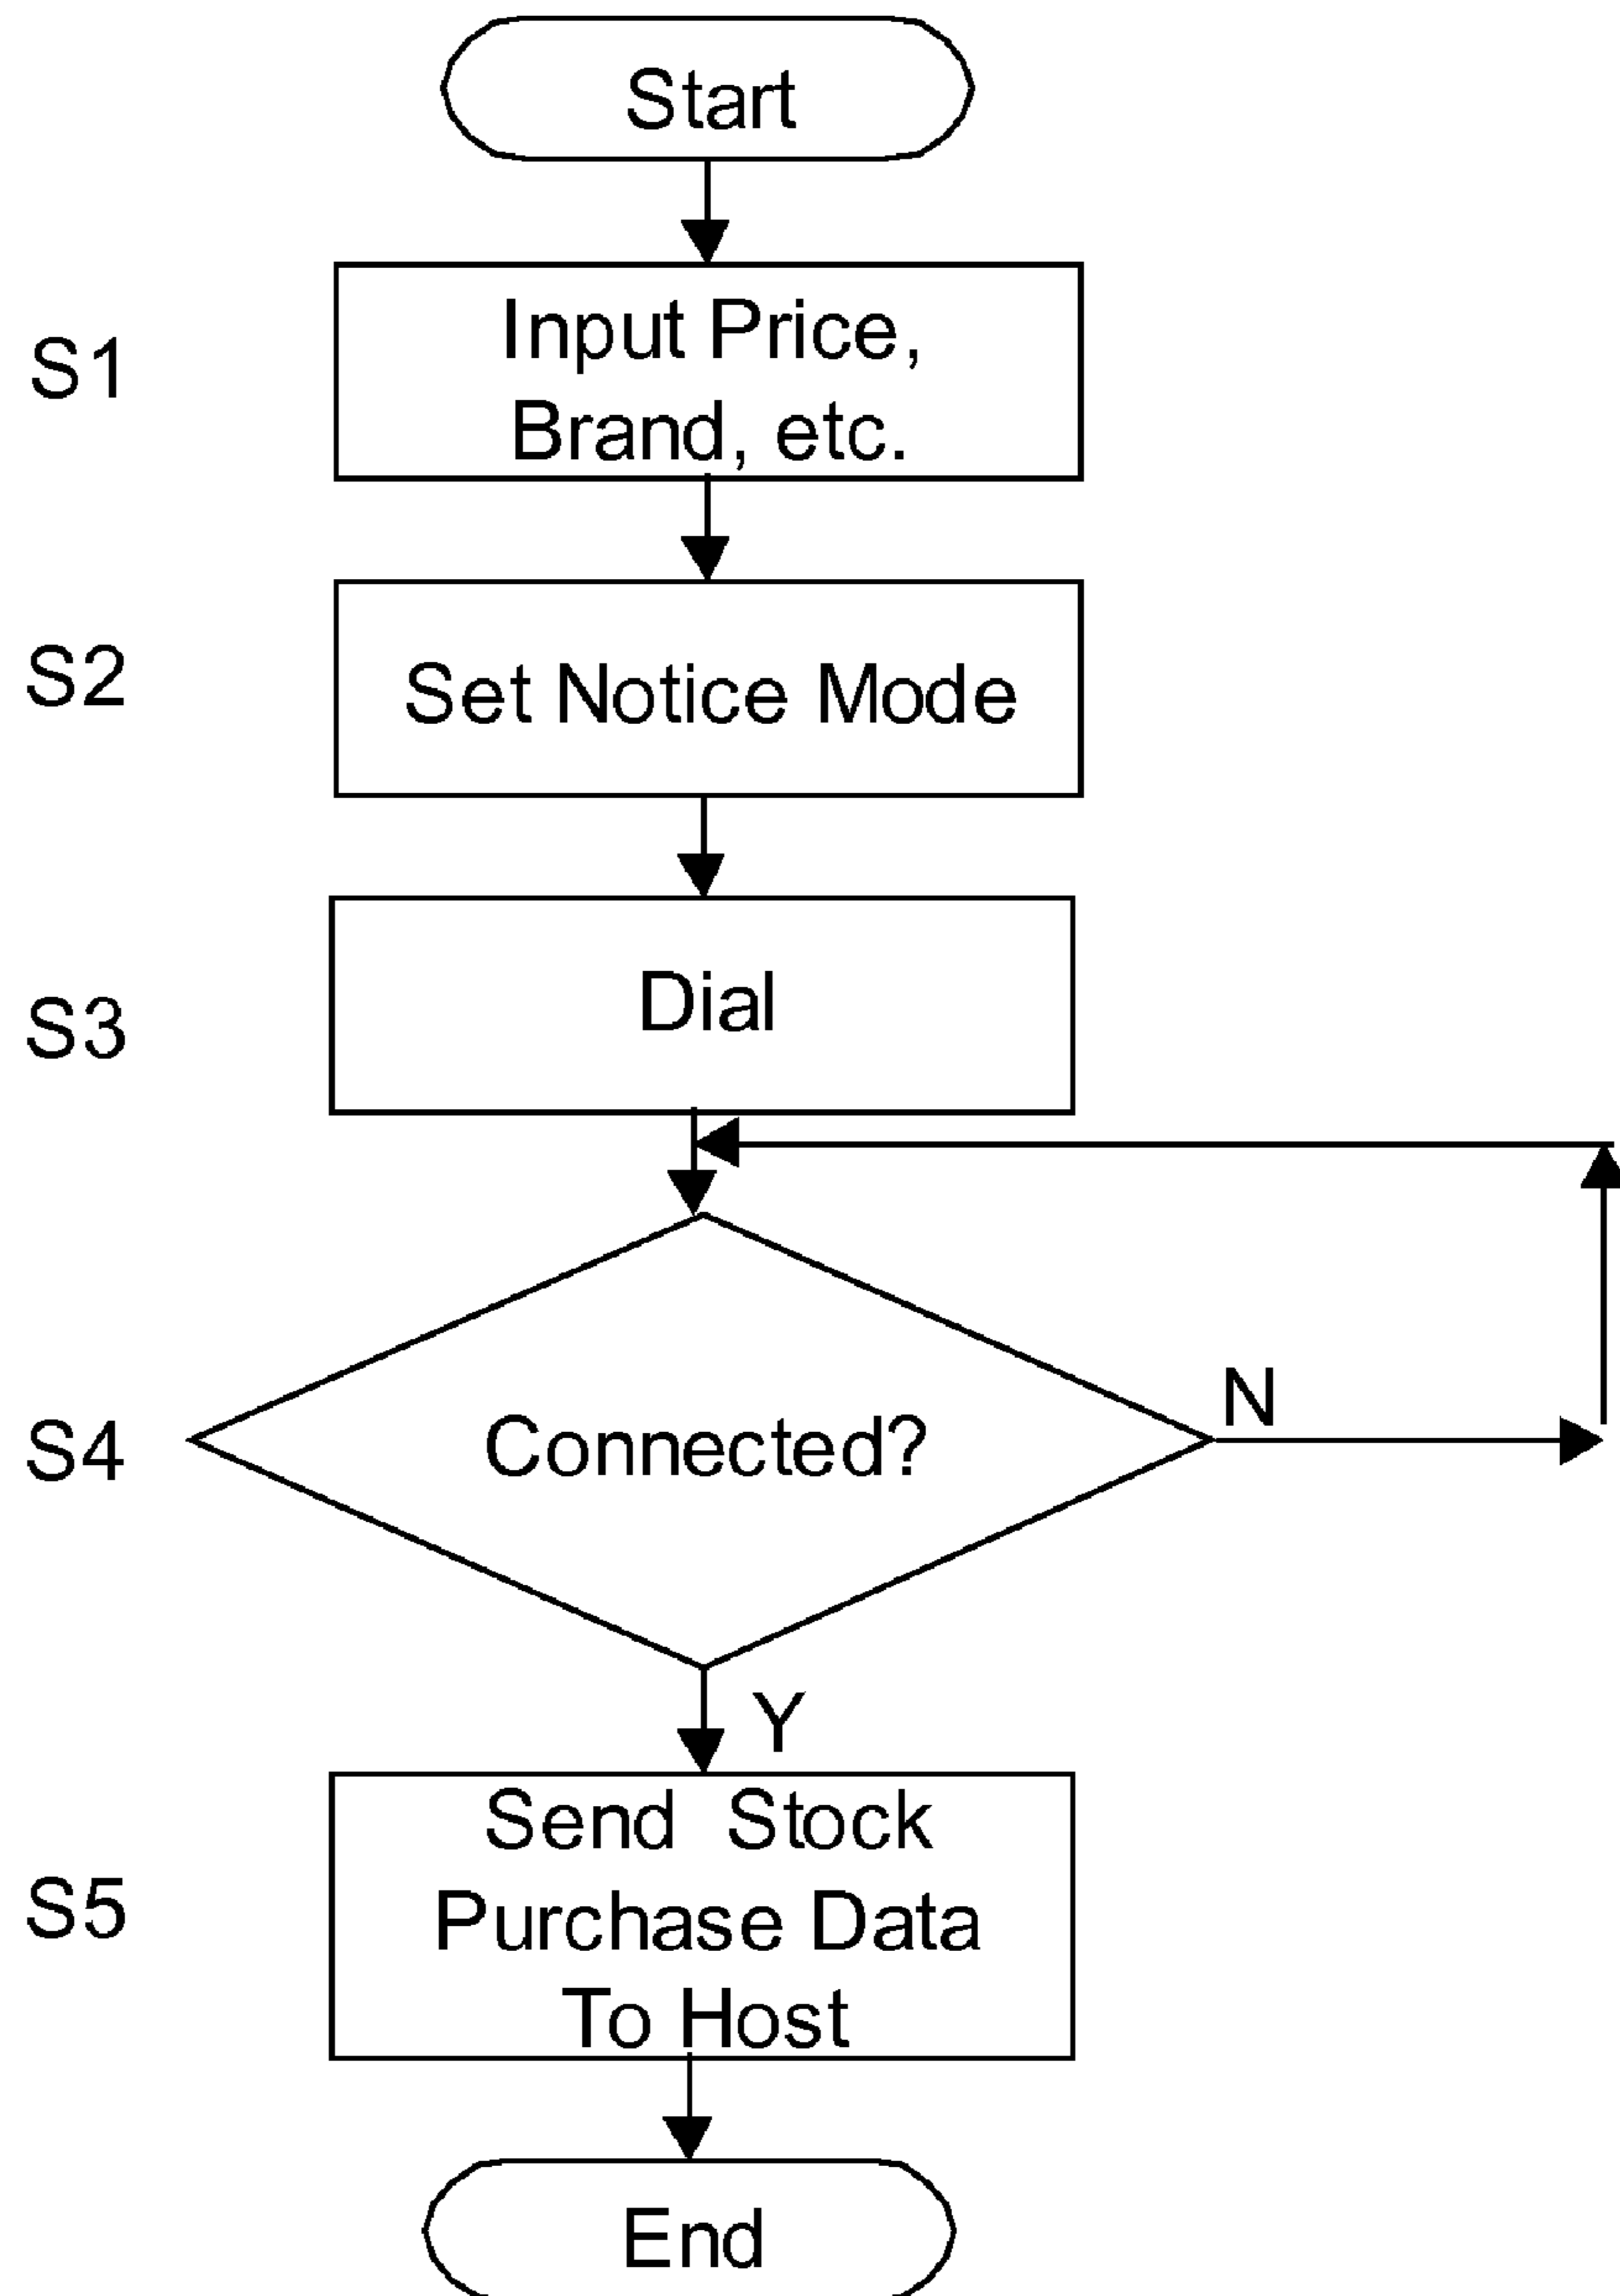 Start
S1
Input Price,
Brand, etc.
S2
Set Notice Mode
S3
Dial
S4
Connected?
N
Y
S5
Send Stock
Purchase Data
To Host
End